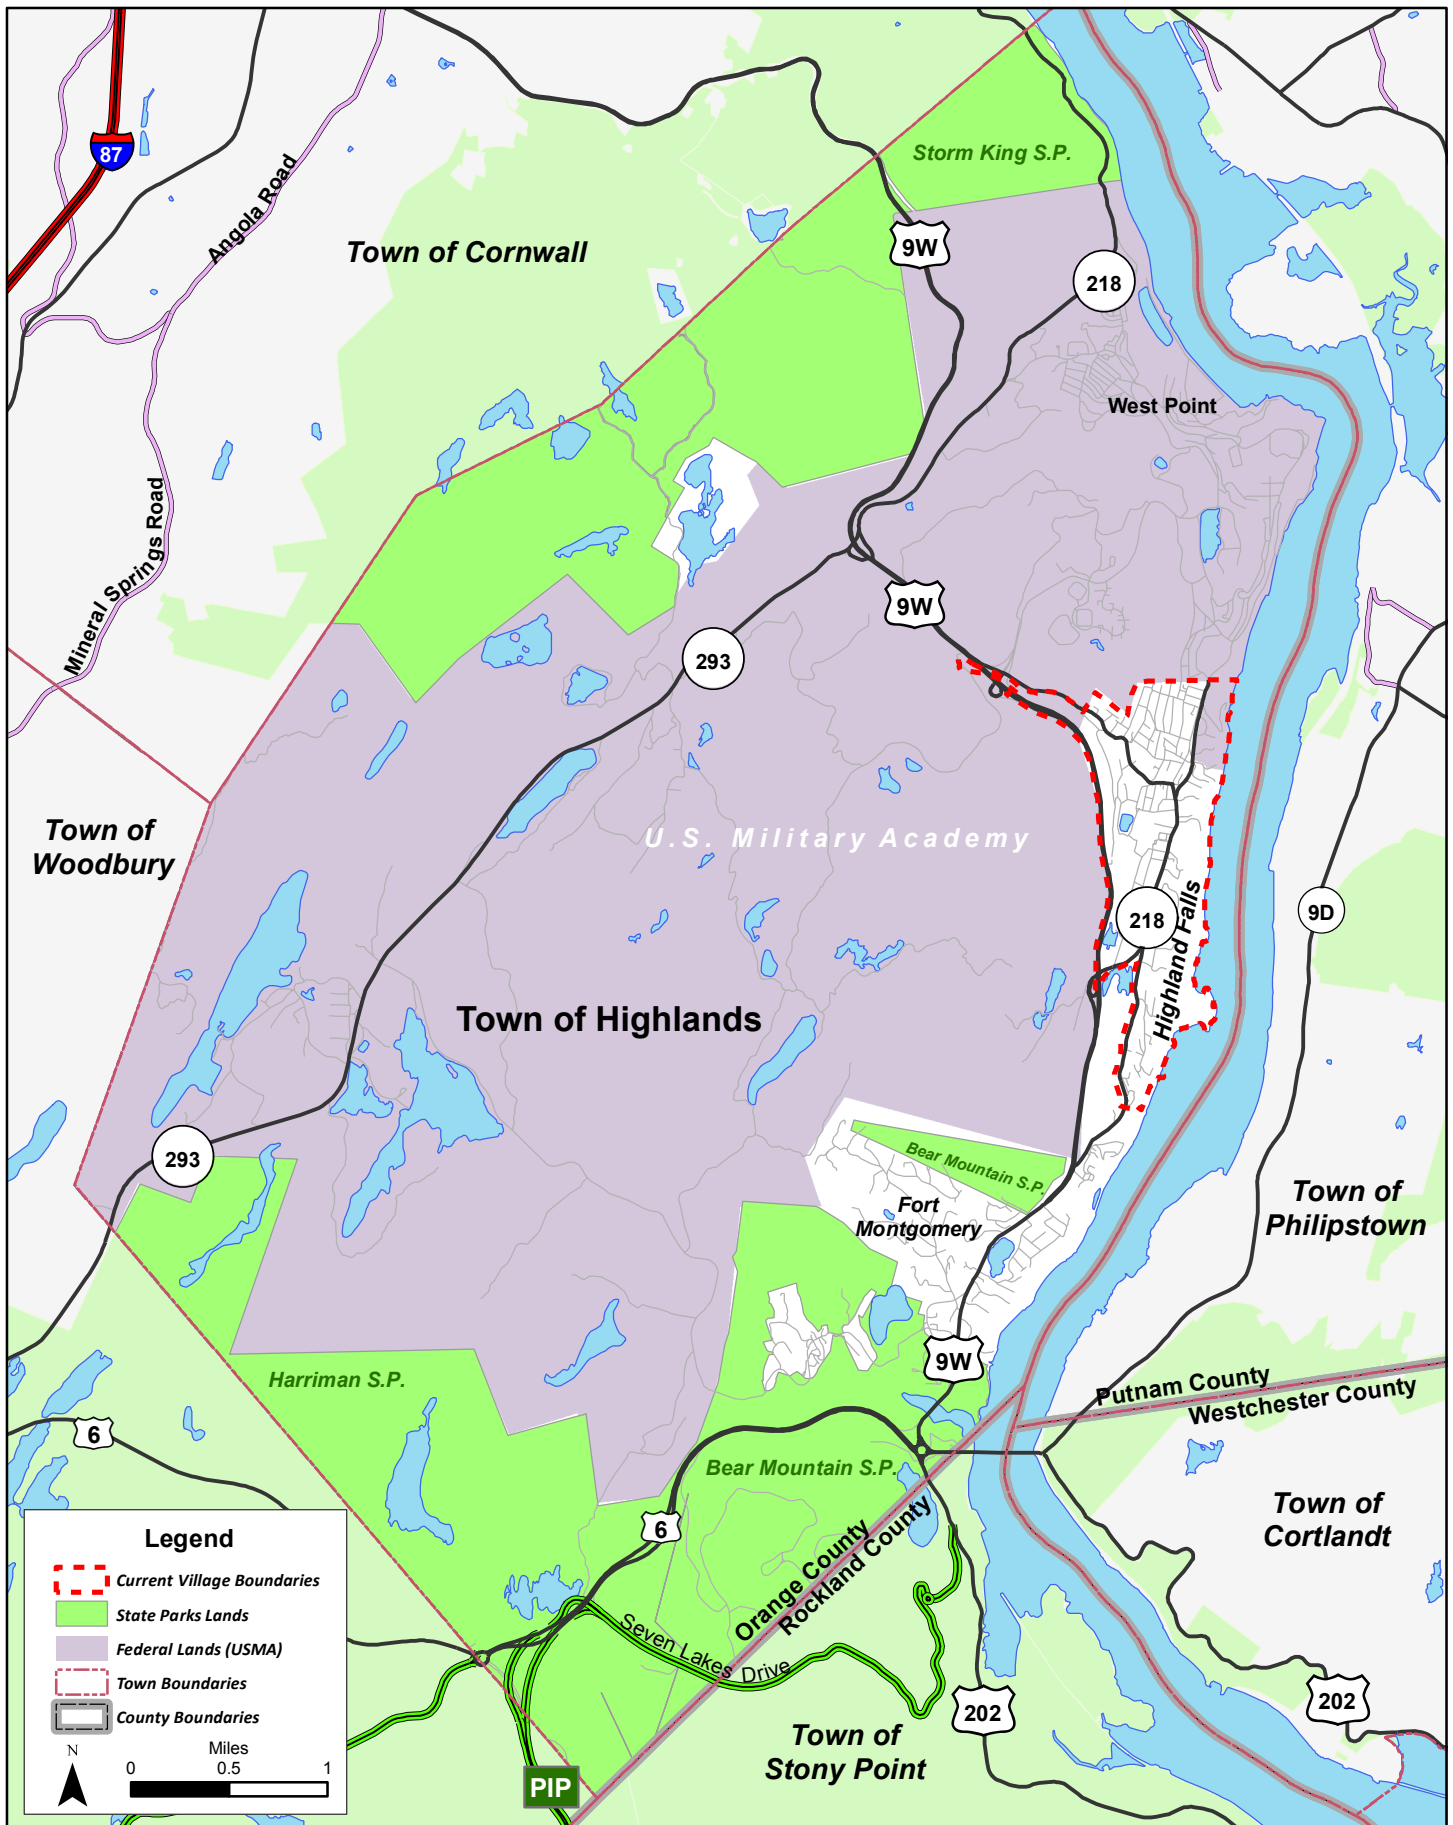 Storm King S.P.
87
Angola Road
Town of Cornwall
9W
218
West Point
Mineral Springs Road
9W
293
Town of
Woodbury
U.S. Military Academy
218
Highland Falls
9D
Town of Highlands
293
Bear Mountain S.P.
Fort
Montgomery
Town of
Philipstown
9W
Harriman S.P.
Putnam County
Westchester County
6
Bear Mountain S.P.
6
Town of
Cortlandt
Orange County
Rockland County
Seven Lakes Drive
202
202
Town of
Stony Point
PIP
Legend
Current Village Boundaries
State Parks Lands
Federal Lands (USMA)
Town Boundaries
County Boundaries
N
Miles
0 0.5 1